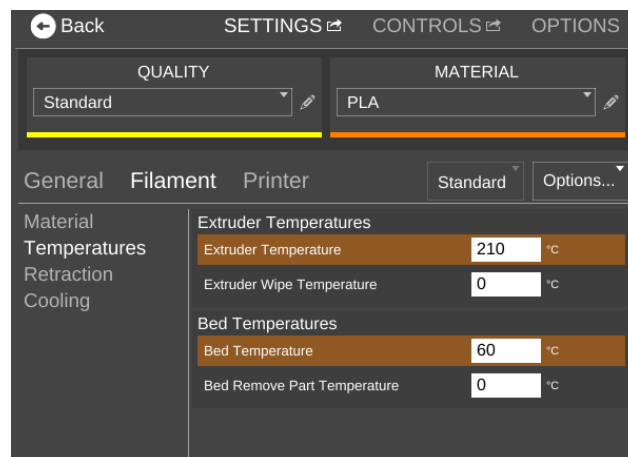 Back SETTINGS CONTROLS OPTIONS
QUALITY MATERIAL
Standard PLA
General Filament Printer Standard Options...
Material
Temperatures
Retraction
Cooling
Extruder Temperatures
Extruder Temperature 210 °C
Extruder Wipe Temperature 0 °C
Bed Temperatures
Bed Temperature 60 °C
Bed Remove Part Temperature 0 °C